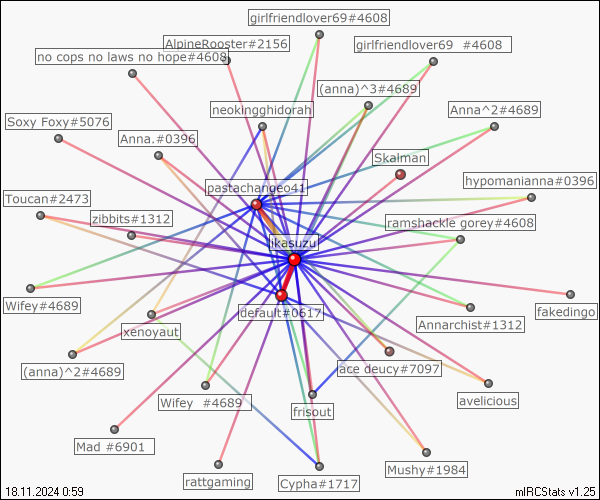 girlfriendlover69#4608
AlpineRooster#2156
girlfriendlover69 #4608
no cops no laws no hope#4608
(anna)^3#4689
neokingghidorah
Anna^2#4689
Soxy Foxy#5076
Anna.#0396
Skalman
pastachangeo41
hypomanianna#0396
Toucan#2473
zibbits#1312
ramshackle gorey#4608
ikasuzu
Wifey#4689
fakedingo
default#0617
Annarchist#1312
xenoyaut
(anna)^2#4689
ace deucy#7097
avelicious
Wifey #4689
frisout
Mad #6901
Mushy#1984
rattgaming
Cypha#1717
18.11.2024 0:59
mIRCStats v1.25